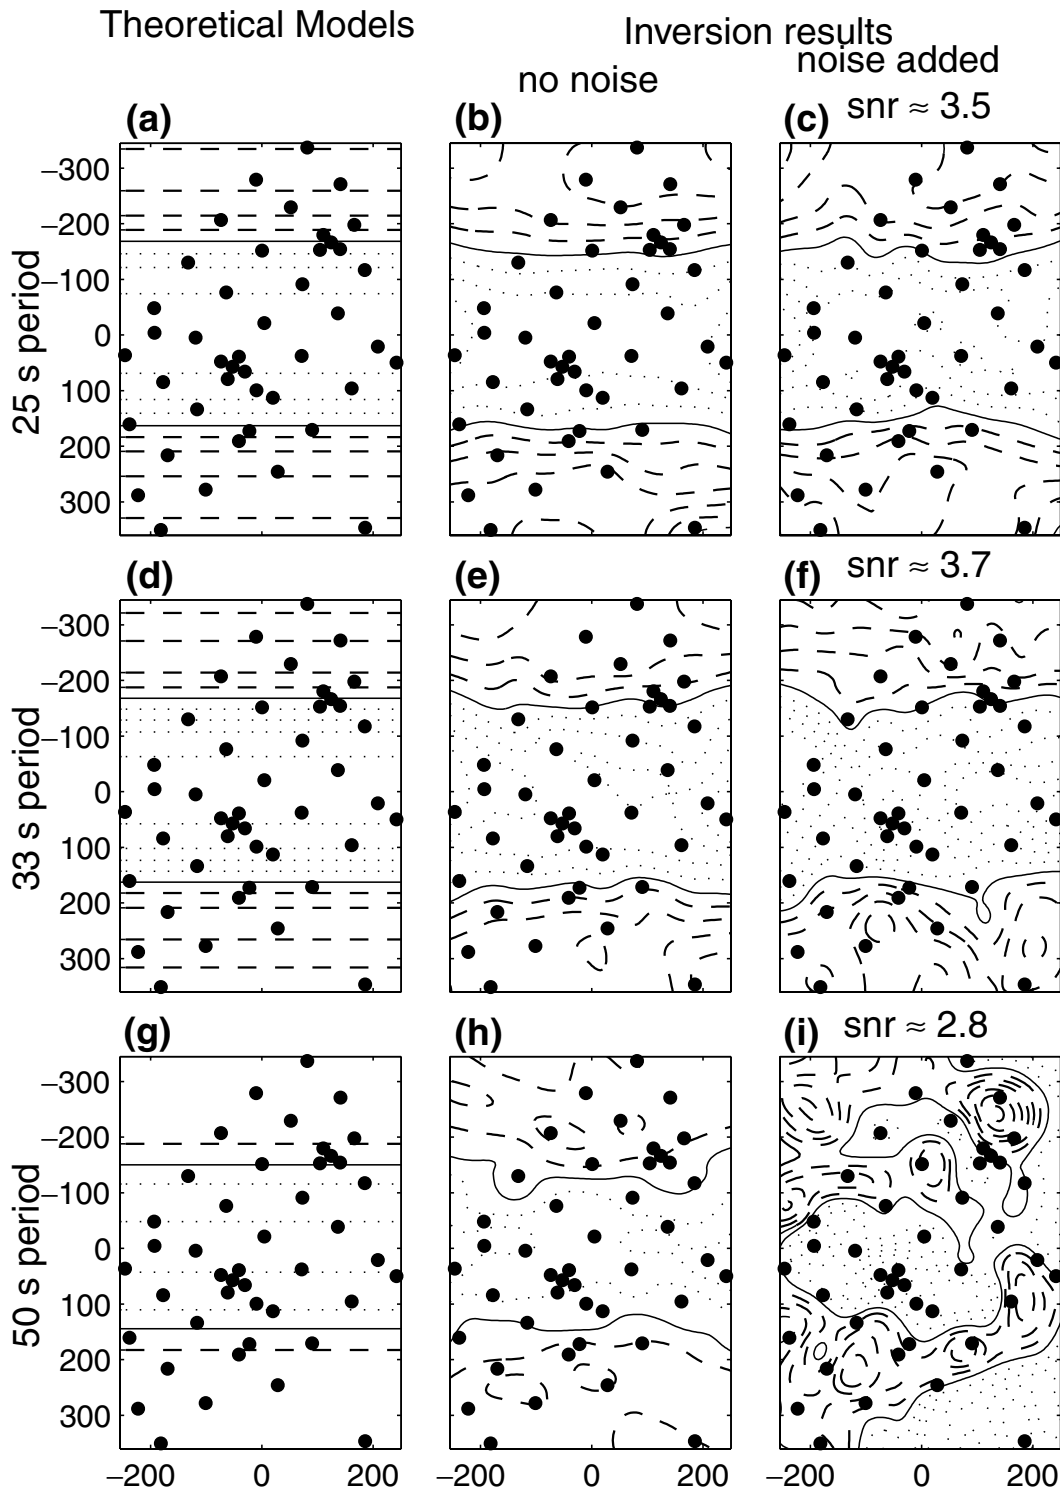 Theoretical Models
Inversion results
no noise
noise added
(a)
(b)
(c) snr ≈ 3.5
25 s period
−300
−200
−100
0
100
200
300
(d)
(e)
(f) snr ≈ 3.7
33 s period
−300
−200
−100
0
100
200
300
(g)
(h)
(i) snr ≈ 2.8
50 s period
−300
−200
−100
0
100
200
300
−200 0 200
−200 0 200
−200 0 200